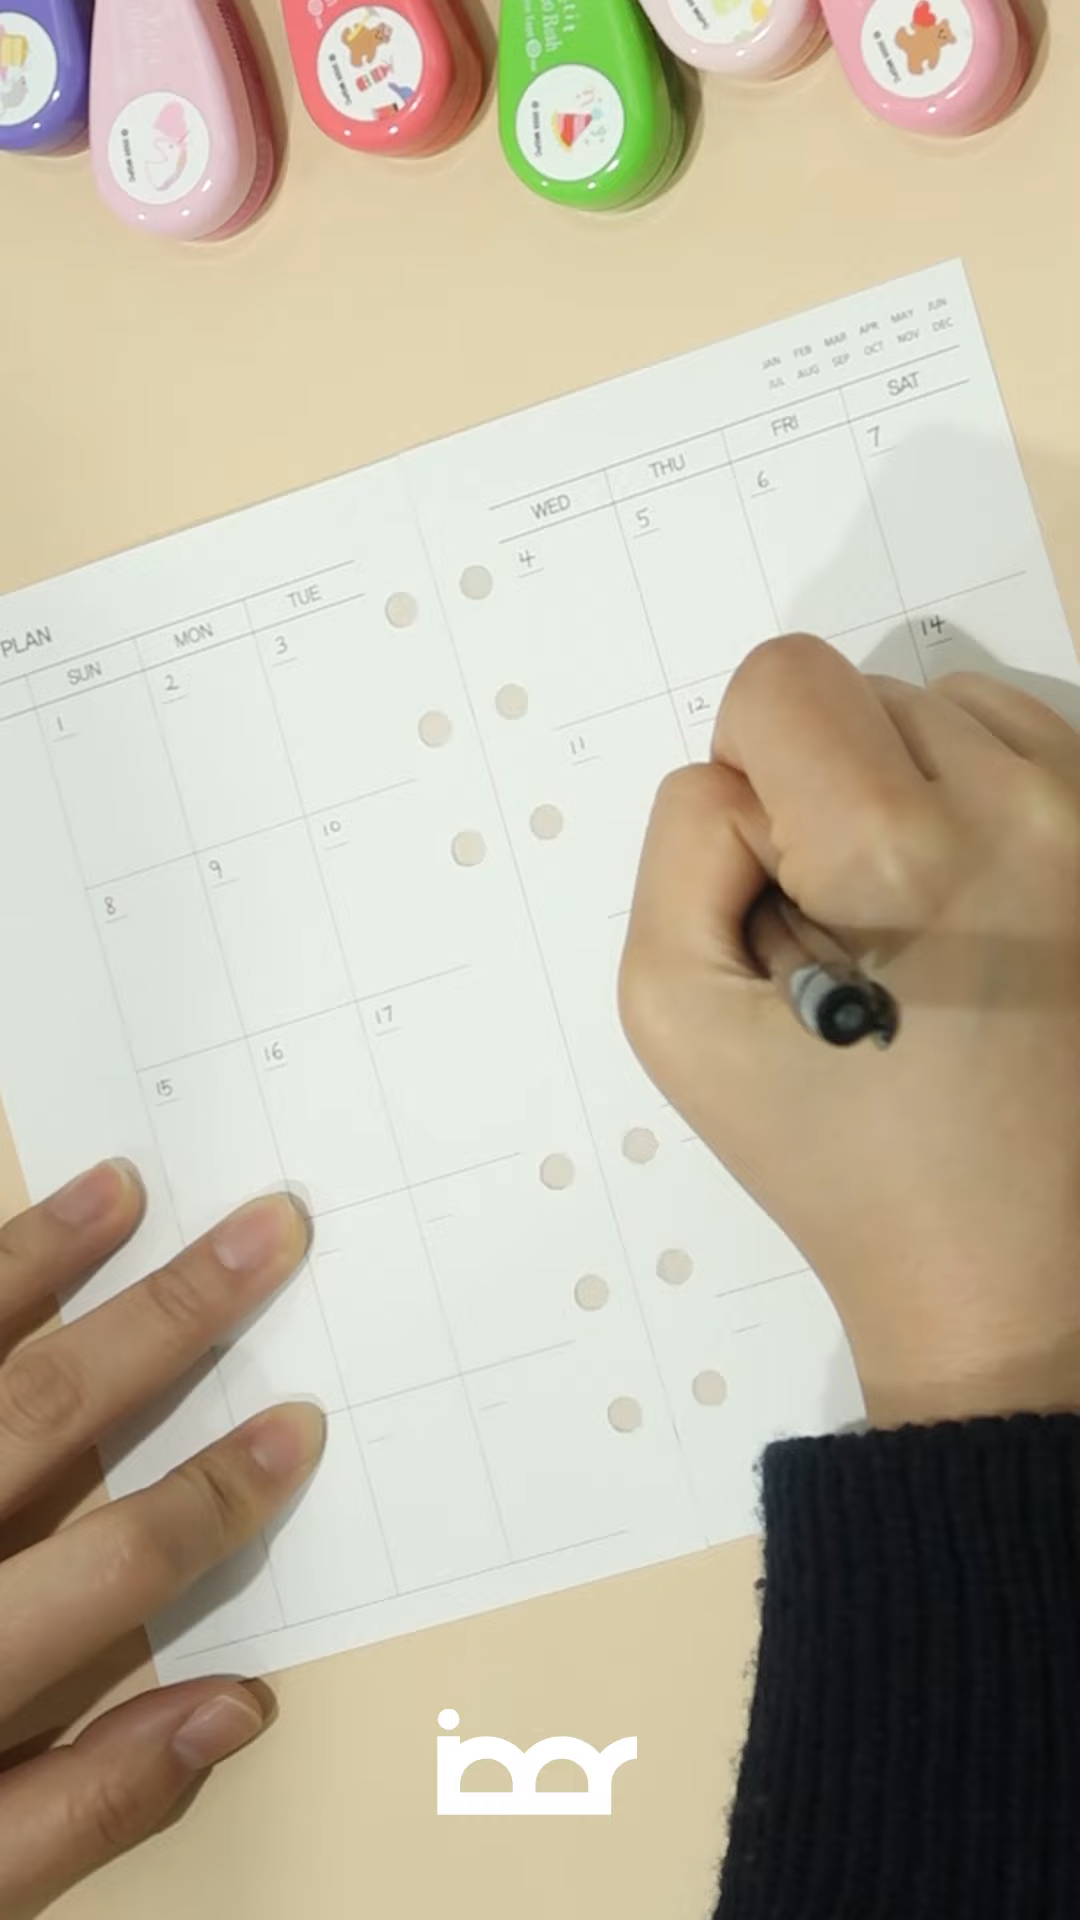 JAN FEB MAR APR MAY JUN
JUL AUG SEP OCT NOV DEC
PLAN
SUN MON TUE WED THU FRI SAT
1 2 3 4 5 6 7
8 9 10 11 12 14
15 16 17